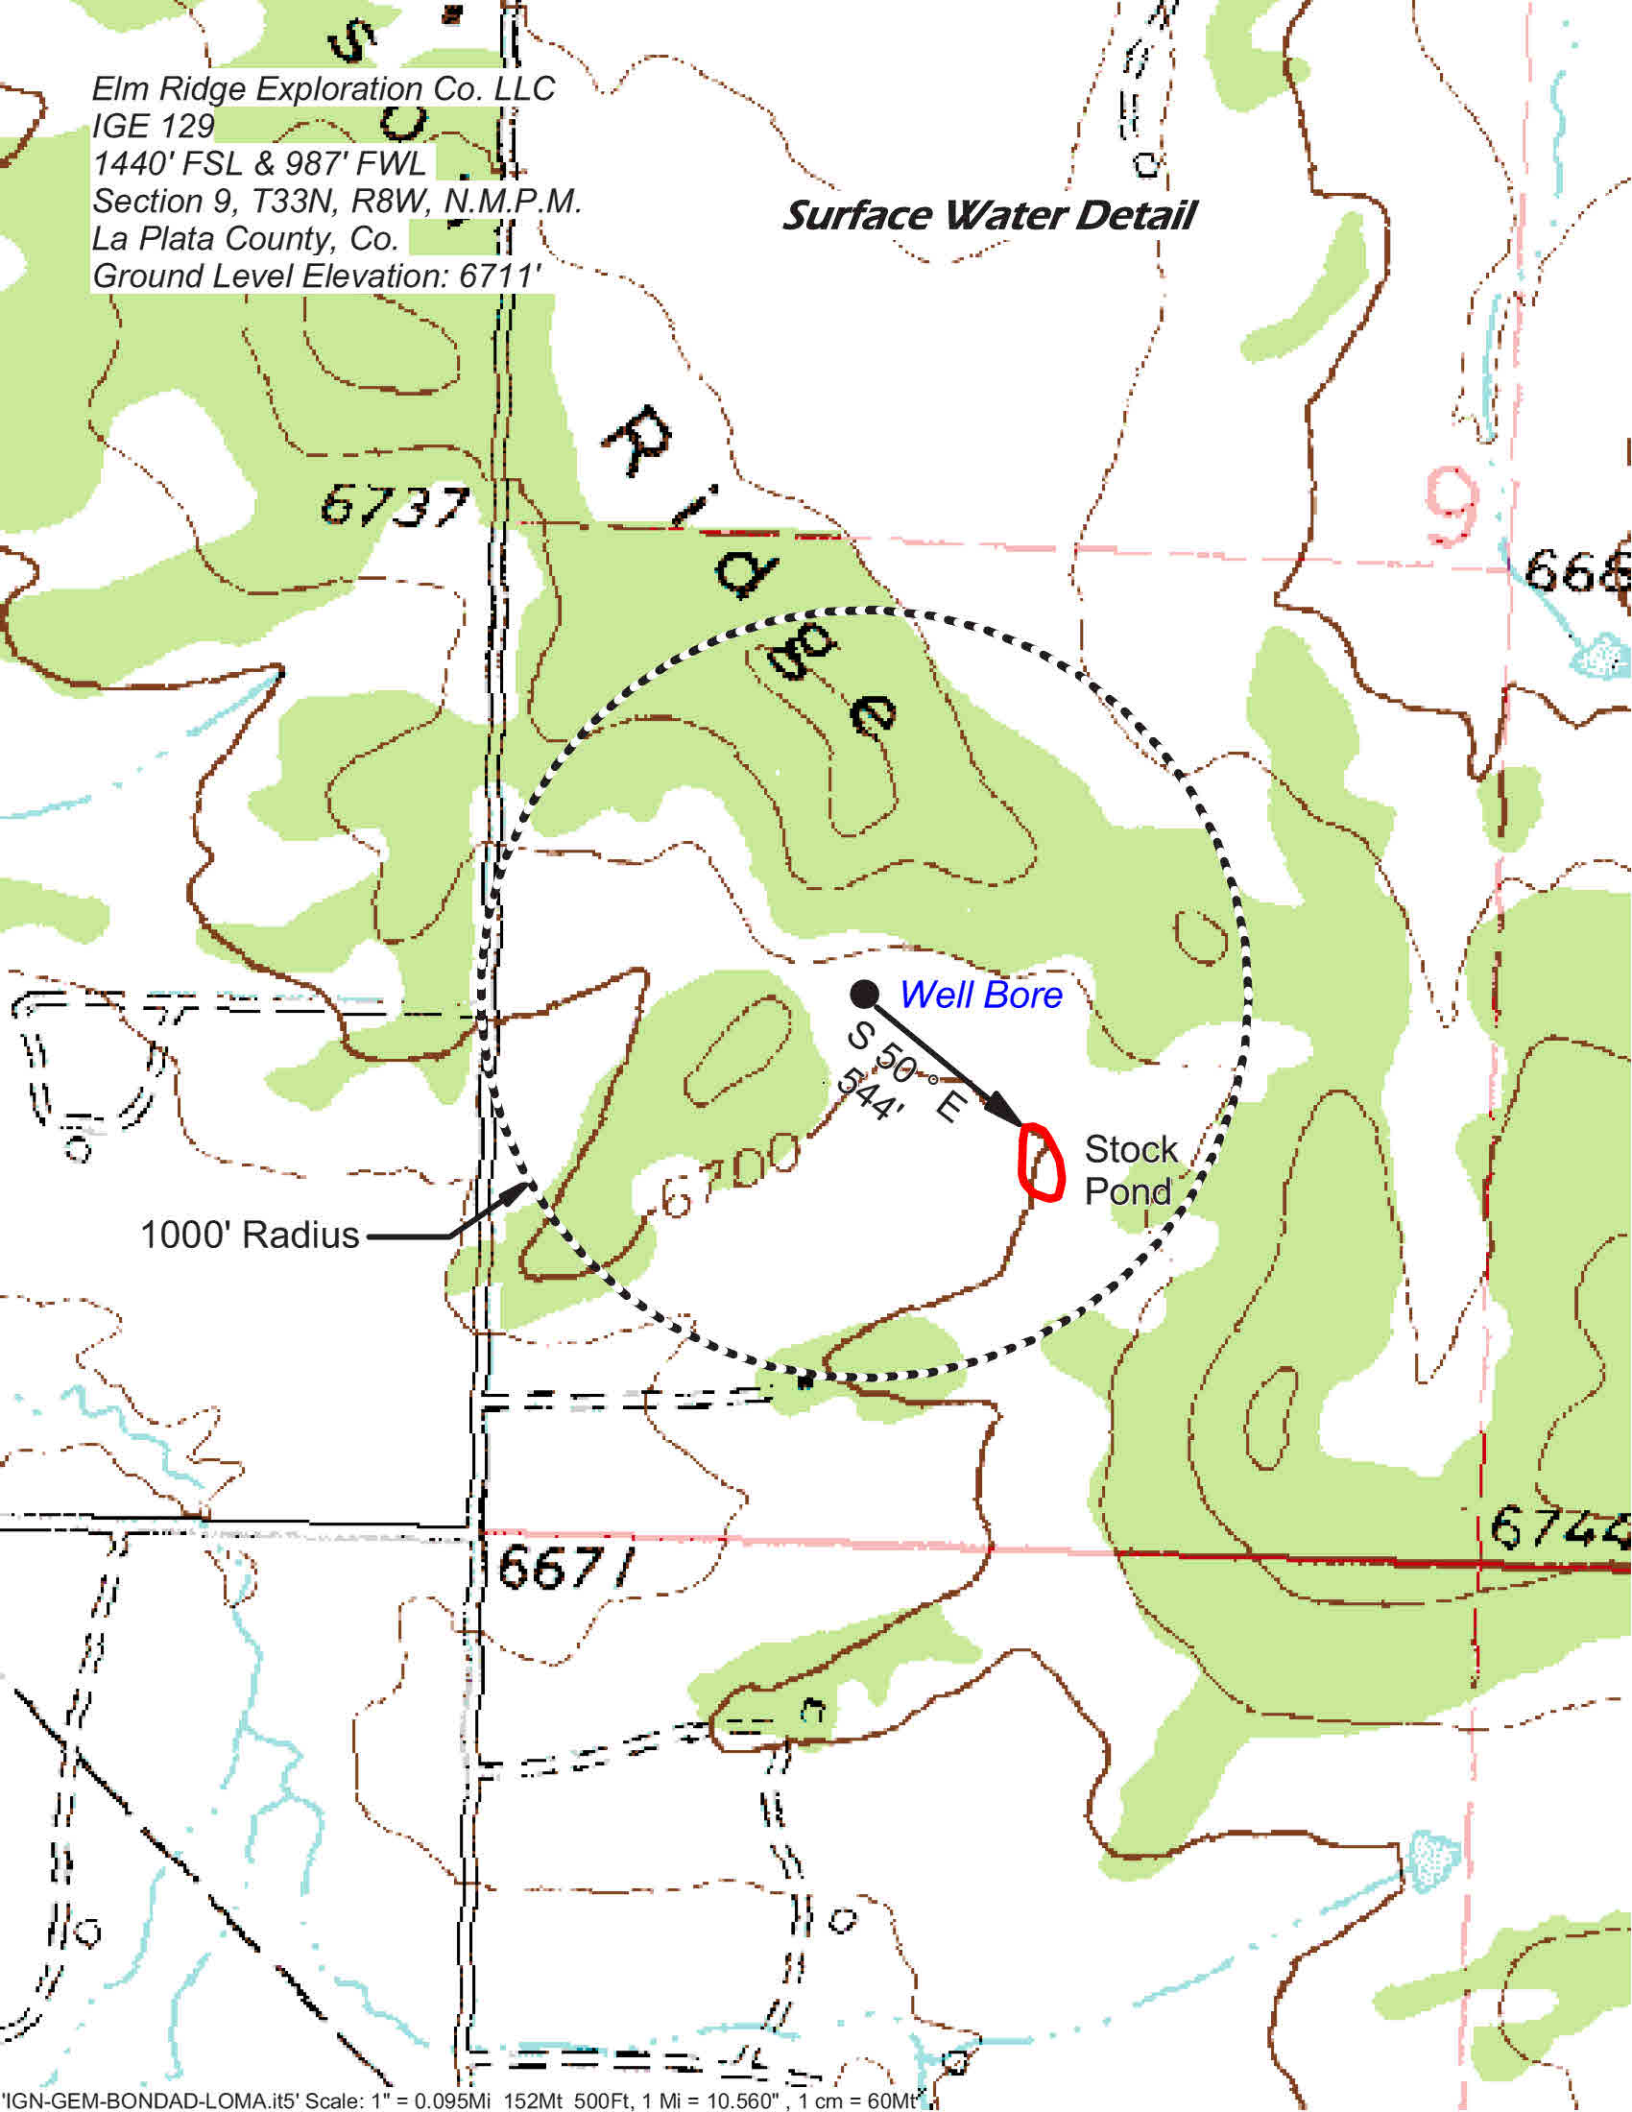 Elm Ridge Exploration Co. LLC
IGE 129
1440' FSL & 987' FWL
Section 9, T33N, R8W, N.M.P.M.
La Plata County, Co.
Ground Level Elevation: 6711'
Surface Water Detail
Ridge
6737
9
Well Bore
S 50° E
544'
Stock
Pond
6700
1000' Radius
6744
6671
'IGN-GEM-BONDAD-LOMA.it5' Scale: 1" = 0.095Mi 152Mt 500Ft, 1 Mi = 10.560", 1 cm = 60Mt